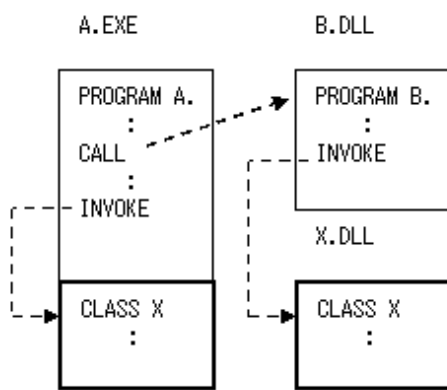 A.EXE
PROGRAM A.
:
CALL
:
INVOKE
CLASS X
:
B.DLL
PROGRAM B.
:
INVOKE
X.DLL
CLASS X
: